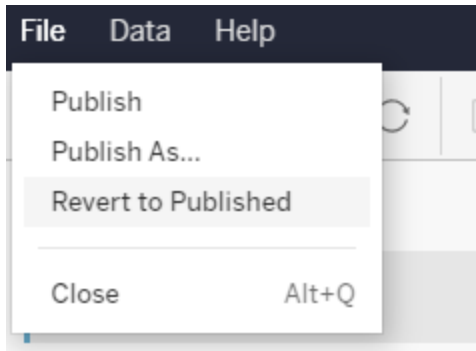 File Data Help
Publish
Publish As...
Revert to Published
Close Alt+Q